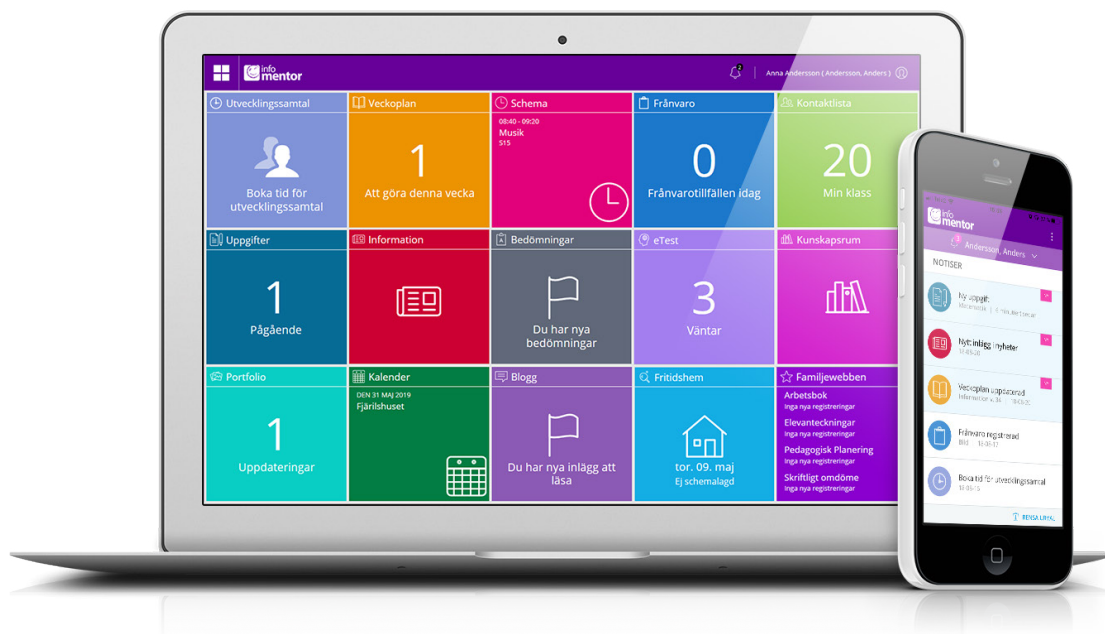 info
mentor
2
Anna Andersson ( Andersson, Anders )
Utvecklingssamtal
Boka tid för
utvecklingssamtal
Veckoplan
1
Att göra denna vecka
Schema
08:40 - 09:20
Musik
S15
Frånvaro
0
Frånvarotillfällen idag
Kontaktlista
20
Min klass
Uppgifter
1
Pågående
Information
Bedömningar
Du har nya
bedömningar
eTest
3
Väntar
Kunskapsrum
Portfolio
1
Uppdateringar
Kalender
DEN 31 MAJ 2019
Fjärilshuset
Blogg
Du har nya inlägg att
läsa
Fritidshem
tor. 09. maj
Ej schemalagd
Familjewebben
Arbetsbok
Inga nya registreringar
Elevanteckningar
Inga nya registreringar
Pedagogisk Planering
Inga nya registreringar
Skriftligt omdöme
Inga nya registreringar
info
mentor
Andersson, Anders
NOTISER
Ny uppgift
Nytt inlägg i nyheter
Veckoplan uppdaterad
Frånvaro registrerad
Boka tid för utvecklingsamtal